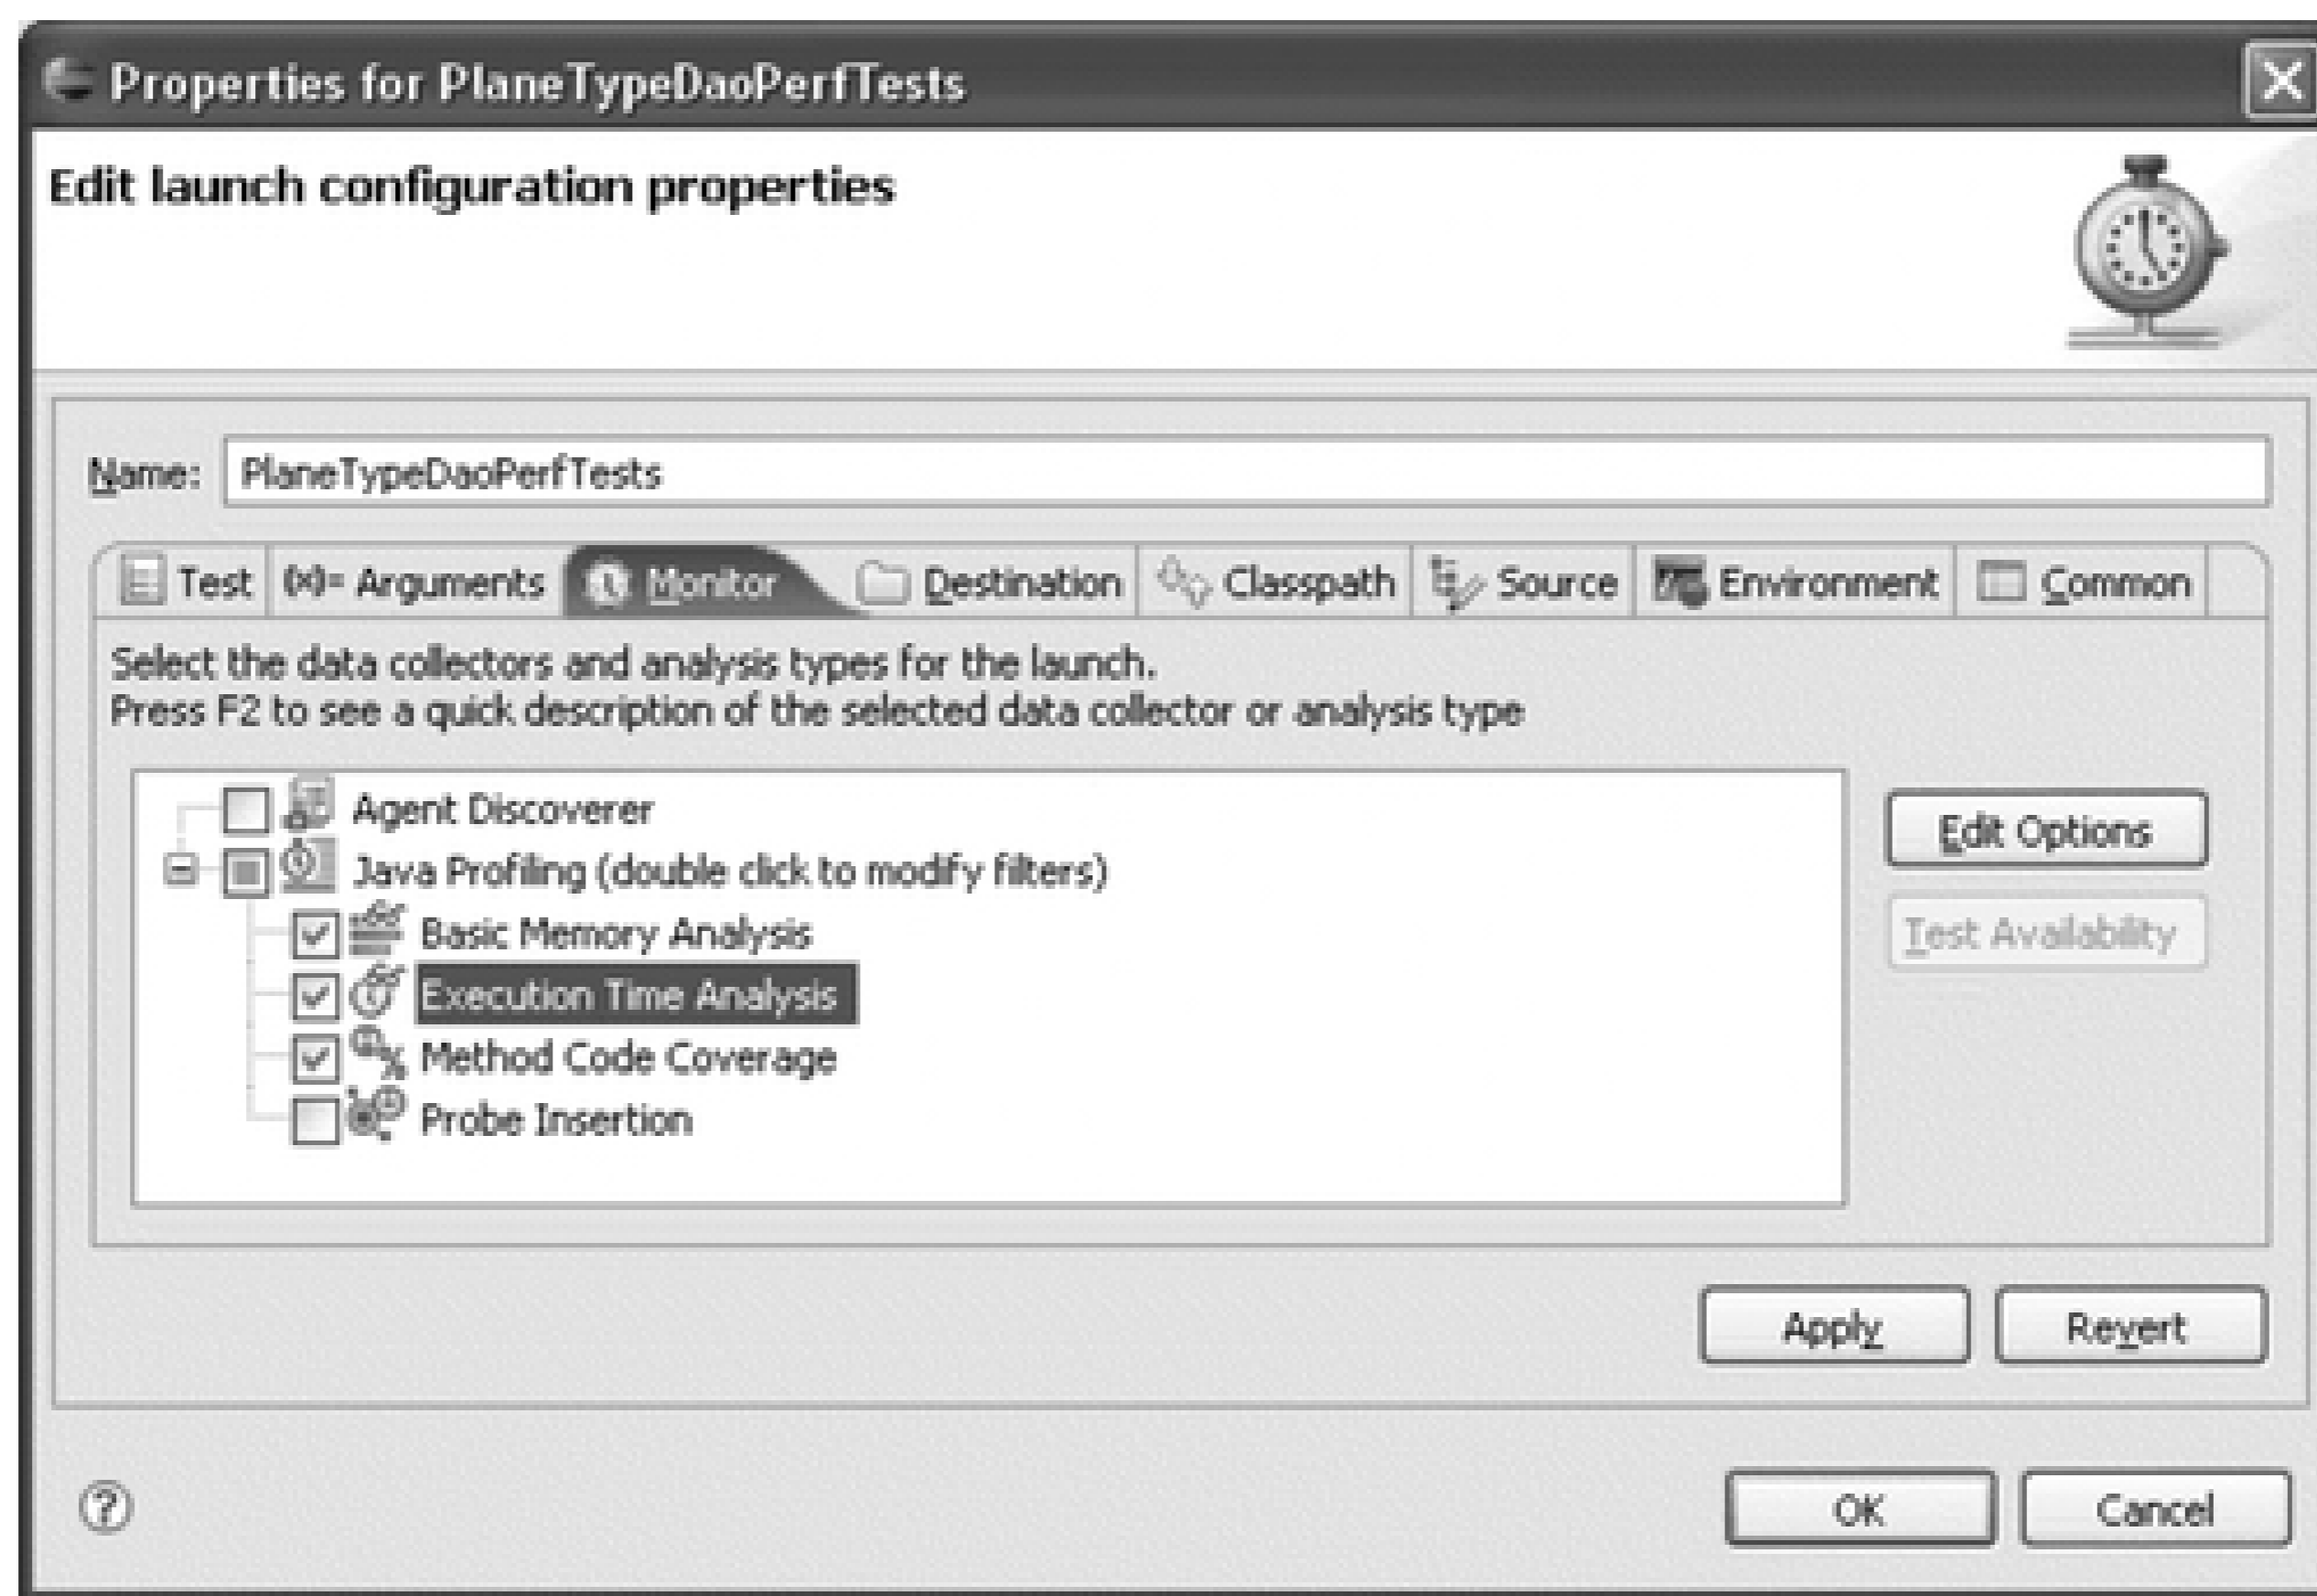 Properties for PlaneTypeDaoPerfTests
Edit launch configuration properties
Name: PlaneTypeDaoPerfTests
Test (x)= Arguments Monitor Destination Classpath Source Environment Common
Select the data collectors and analysis types for the launch.
Press F2 to see a quick description of the selected data collector or analysis type
Agent Discoverer
Edit Options
Java Profiling (double click to modify filters)
Basic Memory Analysis
Test Availability
Execution Time Analysis
Method Code Coverage
Probe Insertion
Apply Revert
? OK Cancel